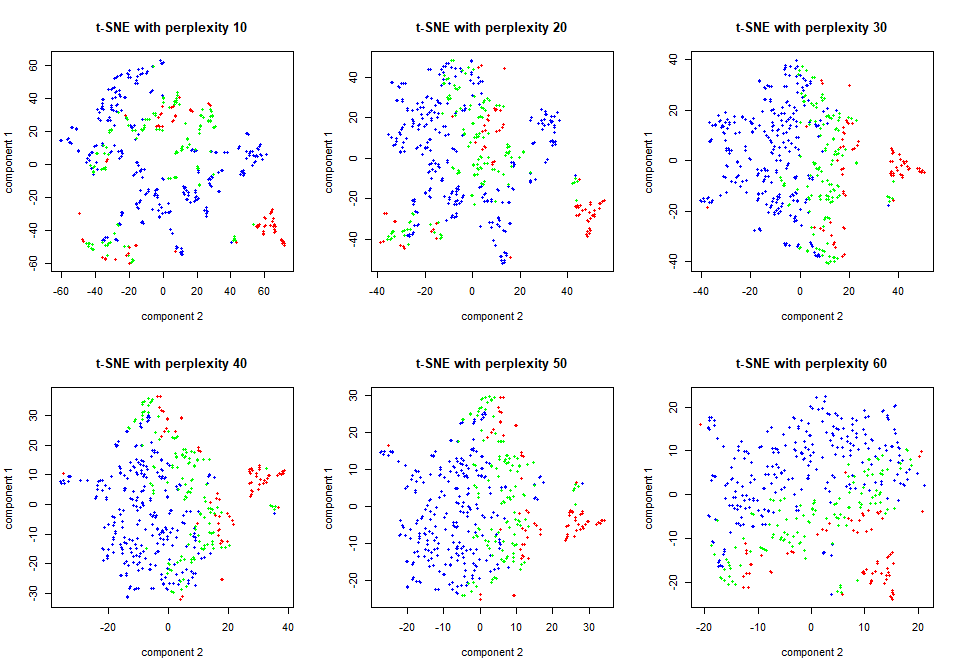 t-SNE with perplexity 10
component 1
60
40
20
0
-20
-40
-60
-60 -40 -20 0 20 40 60
component 2
t-SNE with perplexity 20
component 1
40
20
0
-20
-40
-40 -20 0 20 40
component 2
t-SNE with perplexity 30
component 1
40
20
0
-20
-40
-40 -20 0 20 40
component 2
t-SNE with perplexity 40
component 1
30
20
10
0
-10
-20
-30
-20 0 20 40
component 2
t-SNE with perplexity 50
component 1
30
20
10
0
-10
-20
-20 -10 0 10 20 30
component 2
t-SNE with perplexity 60
component 1
20
10
0
-10
-20
-20 -10 0 10 20
component 2